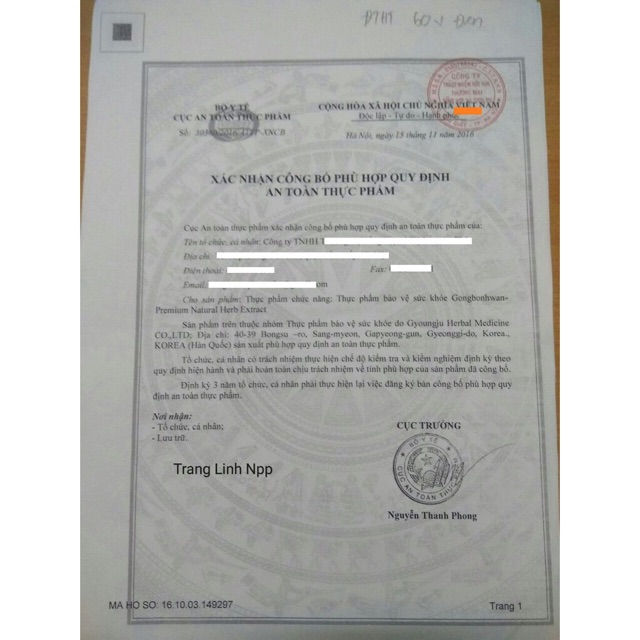 BỘ Y TẾ
CỤC AN TOÀN THỰC PHẨM
Số:
CỘNG HÒA XÃ HỘI CHỦ NGHĨA VIỆT NAM
Độc lập - Tự do - Hạnh phúc
CÔNG TY
Hà Nội, ngày 15 tháng 11 năm 2016
XÁC NHẬN CÔNG BỐ PHÙ HỢP QUY ĐỊNH
AN TOÀN THỰC PHẨM
Cục An toàn thực phẩm xác nhận công bố phù hợp quy định an toàn thực phẩm của:
Tên tổ chức, cá nhân: Công ty TNHH T
Địa chỉ:
Điện thoại: Fax:
Email: om
Cho sản phẩm: Thực phẩm chức năng: Thực phẩm bảo vệ sức khỏe Gongbonhwan-
Premium Natural Herb Extract
Sản phẩm trên thuộc nhóm Thực phẩm bảo vệ sức khỏe do Gyoungju Herbal Medicine
CO.,LTD; Địa chỉ: 40-39 Bongsu –ro, Sang-myeon, Gapyeong-gun, Gyeonggi-do, Korea.,
KOREA (Hàn Quốc) sản xuất phù hợp quy định an toàn thực phẩm.
Tổ chức, cá nhân có trách nhiệm thực hiện chế độ kiểm tra và kiểm nghiệm định kỳ theo
quy định hiện hành và phải hoàn toàn chịu trách nhiệm về tính phù hợp của sản phẩm đã công bố.
Định kỳ 3 năm tổ chức, cá nhân phải thực hiện lại việc đăng ký bản công bố phù hợp quy
định an toàn thực phẩm.
Nơi nhận:
- Tổ chức, cá nhân;
- Lưu trữ.
CỤC TRƯỞNG
BỘ Y TẾ
CỤC AN TOÀN THỰC PHẨM
Trang Linh Npp
Nguyễn Thanh Phong
MA HO SO: 16.10.03.149297
Trang 1